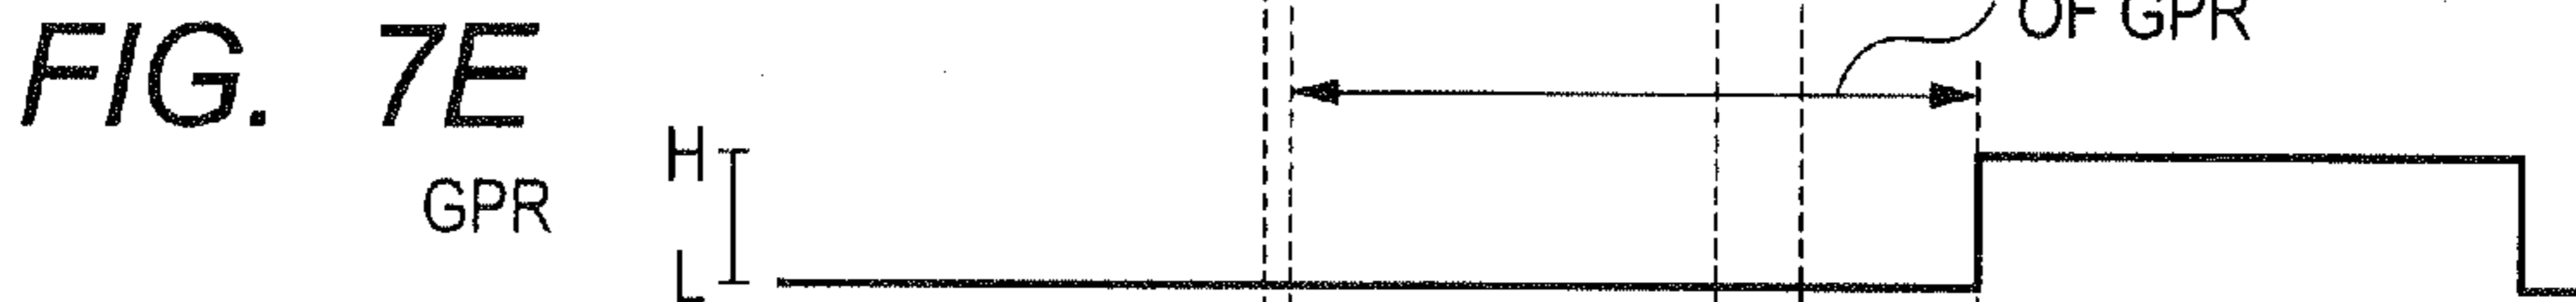 OF GPR
FIG. 7E
H
GPR
L